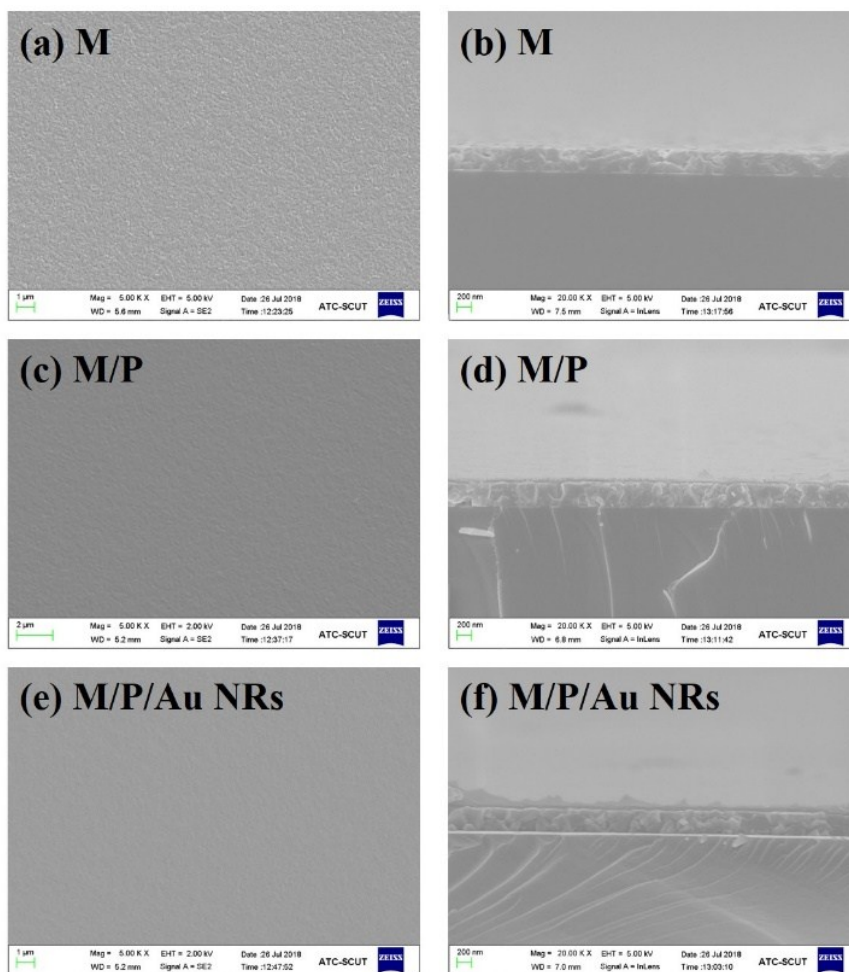 (a) M
1 µm
Mag = 5.00 K X EHT = 5.00 kV Date :26 Jul 2018
WD = 5.6 mm Signal A = SE2 Time :12:23:25
ATC-SCUT
ZEISS
(b) M
200 nm
Mag = 20.00 K X EHT = 5.00 kV Date :26 Jul 2018
WD = 7.5 mm Signal A = InLens Time :13:17:56
ATC-SCUT
ZEISS
(c) M/P
2 µm
Mag = 5.00 K X EHT = 2.00 kV Date :26 Jul 2018
WD = 5.2 mm Signal A = SE2 Time :12:37:17
ATC-SCUT
ZEISS
(d) M/P
200 nm
Mag = 20.00 K X EHT = 5.00 kV Date :26 Jul 2018
WD = 6.8 mm Signal A = InLens Time :13:11:42
ATC-SCUT
ZEISS
(e) M/P/Au NRs
1 µm
Mag = 5.00 K X EHT = 2.00 kV Date :26 Jul 2018
WD = 5.2 mm Signal A = SE2 Time :12:47:52
ATC-SCUT
ZEISS
(f) M/P/Au NRs
200 nm
Mag = 20.00 K X EHT = 5.00 kV Date :26 Jul 2018
WD = 7.0 mm Signal A = InLens Time :13:03:10
ATC-SCUT
ZEISS